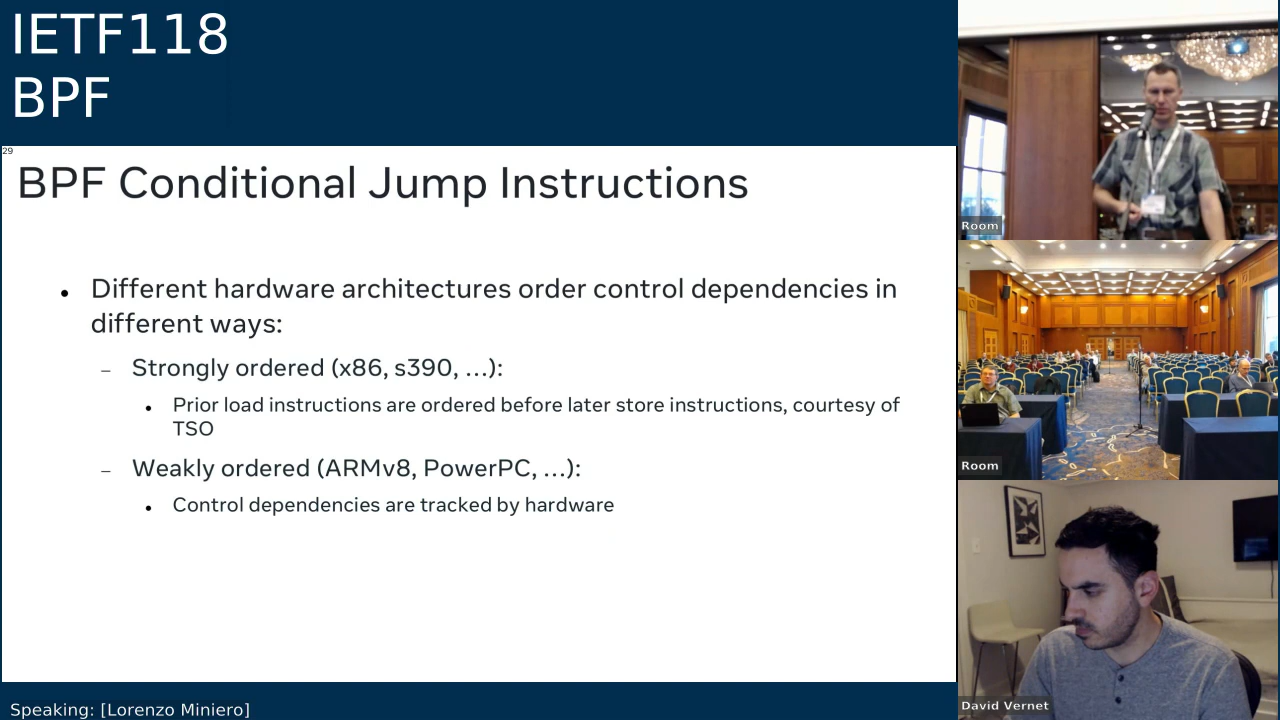 IETF118
BPF
29
BPF Conditional Jump Instructions
• Different hardware architectures order control dependencies in
different ways:
– Strongly ordered (x86, s390, …):
• Prior load instructions are ordered before later store instructions, courtesy of
TSO
– Weakly ordered (ARMv8, PowerPC, …):
• Control dependencies are tracked by hardware
Speaking: [Lorenzo Miniero]
Room
Room
David Vernet